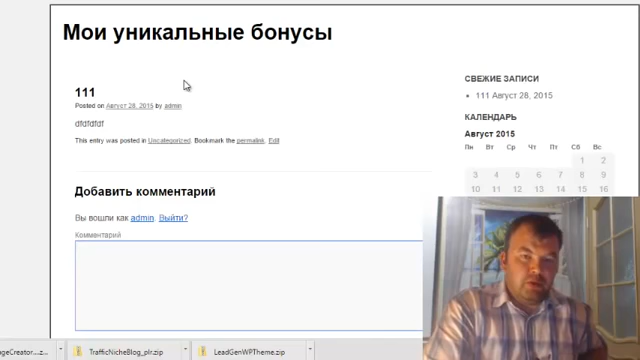 Мои уникальные бонусы
111
Posted on Август 28, 2015 by admin
dfdfdfdf
This entry was posted in Uncategorized. Bookmark the permalink. Edit
Добавить комментарий
Вы вошли как admin. Выйти?
Комментарий
СВЕЖИЕ ЗАПИСИ
111 Август 28, 2015
КАЛЕНДАРЬ
Август 2015
Пн Вт Ср Чт Пт Сб Вс
1 2
3 4 5 6 7 8 9
10 11 12 13 14 15 16
ageCreator....z... TrafficNicheBlog_plr.zip LeadGenWPTheme.zip